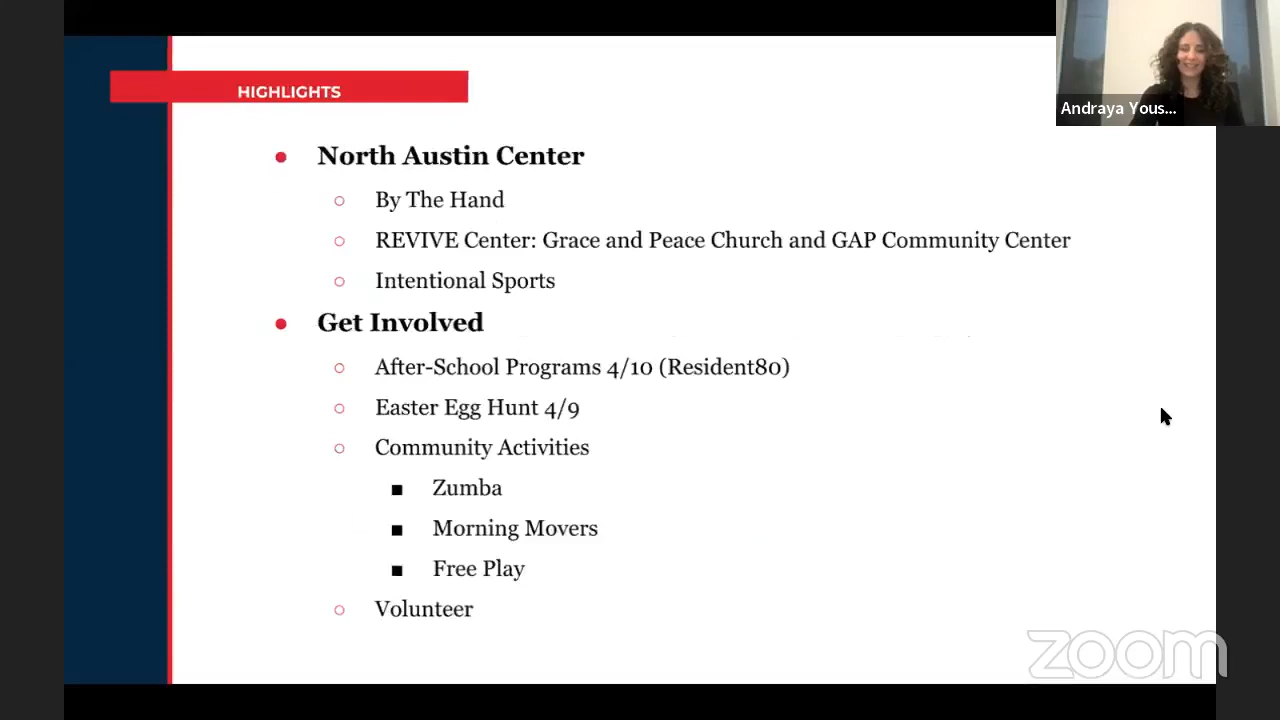 HIGHLIGHTS
North Austin Center
By The Hand
REVIVE Center: Grace and Peace Church and GAP Community Center
Intentional Sports
Get Involved
After-School Programs 4/10 (Resident80)
Easter Egg Hunt 4/9
Community Activities
Zumba
Morning Movers
Free Play
Volunteer
Andraya Yous...
zoom